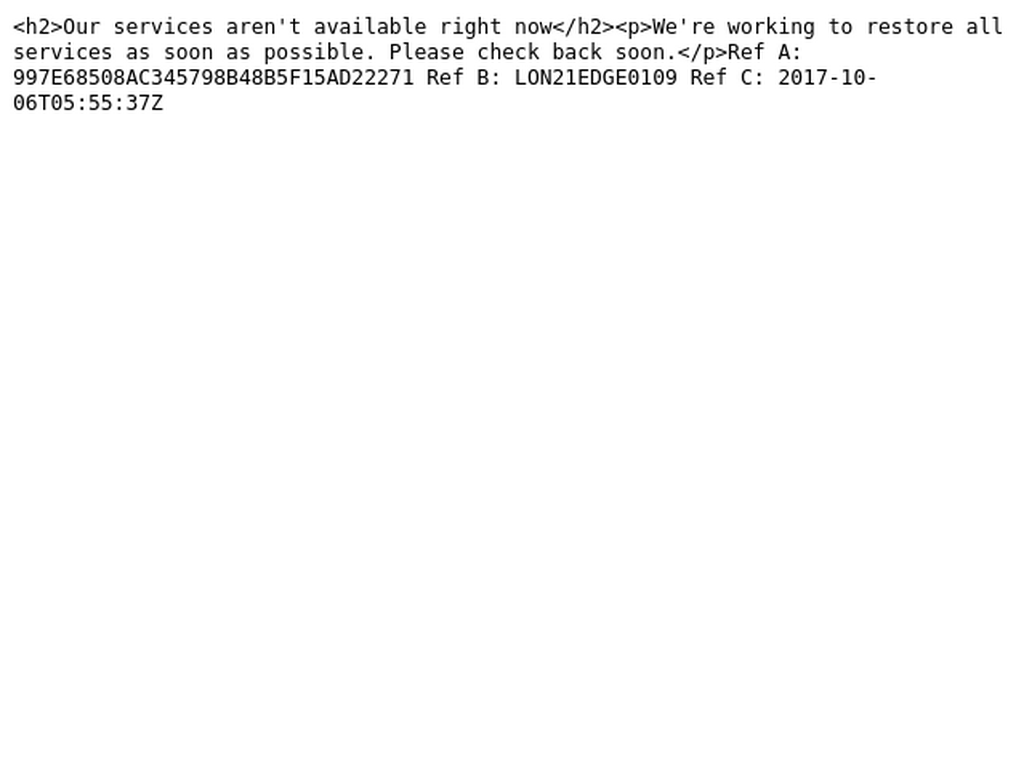 <h2>Our services aren't available right now</h2><p>We're working to restore all
services as soon as possible. Please check back soon.</p>Ref A:
997E68508AC345798B48B5F15AD22271 Ref B: LON21EDGE0109 Ref C: 2017-10-
06T05:55:37Z